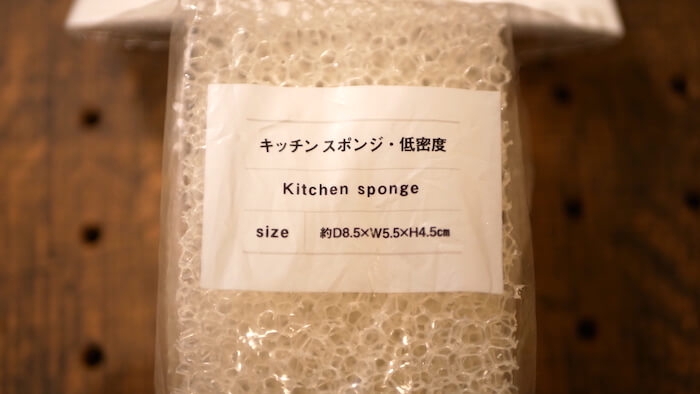 キッチン スポンジ・低密度
Kitchen sponge
size 約D8.5×W5.5×H4.5㎝